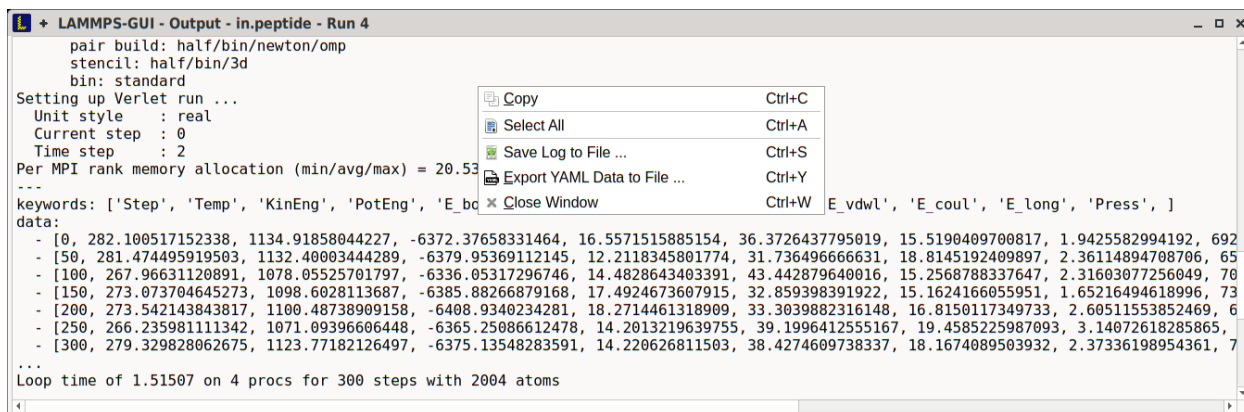 LAMMPS-GUI - Output - in.peptide - Run 4
pair build: half/bin/newton/omp
stencil: half/bin/3d
bin: standard
Setting up Verlet run ...
Unit style    : real
Current step  : 0
Time step     : 2
Per MPI rank memory allocation (min/avg/max) = 20.53
---
keywords: ['Step', 'Temp', 'KinEng', 'PotEng', 'E_bo
E_vdwl', 'E_coul', 'E_long', 'Press', ]
data:
- [0, 282.100517152338, 1134.91858044227, -6372.37658331464, 16.5571515885154, 36.3726437795019, 15.5190409700817, 1.9425582994192, 692
- [50, 281.474495919503, 1132.40003444289, -6379.95369112145, 12.2118345801774, 31.736496666631, 18.8145192409897, 2.36114894708706, 65
- [100, 267.96631120891, 1078.05525701797, -6336.05317296746, 14.4828643403391, 43.442879640016, 15.2568788337647, 2.31603077256049, 70
- [150, 273.073704645273, 1098.6028113687, -6385.88266879168, 17.4924673607915, 32.859398391922, 15.1624166055951, 1.65216494618996, 73
- [200, 273.542143843817, 1100.48738909158, -6408.9340234281, 18.2714461318909, 33.3039882316148, 16.8150117349733, 2.60511553852469, 6
- [250, 266.235981111342, 1071.09396606448, -6365.25086612478, 14.2013219639755, 39.1996412555167, 19.4585225987093, 3.14072618285865,
- [300, 279.329828062675, 1123.77182126497, -6375.13548283591, 14.220626811503, 38.4274609738337, 18.1674089503932, 2.37336198954361, 7
...
Loop time of 1.51507 on 4 procs for 300 steps with 2004 atoms
Copy Ctrl+C
Select All Ctrl+A
Save Log to File ... Ctrl+S
Export YAML Data to File ... Ctrl+Y
Close Window Ctrl+W